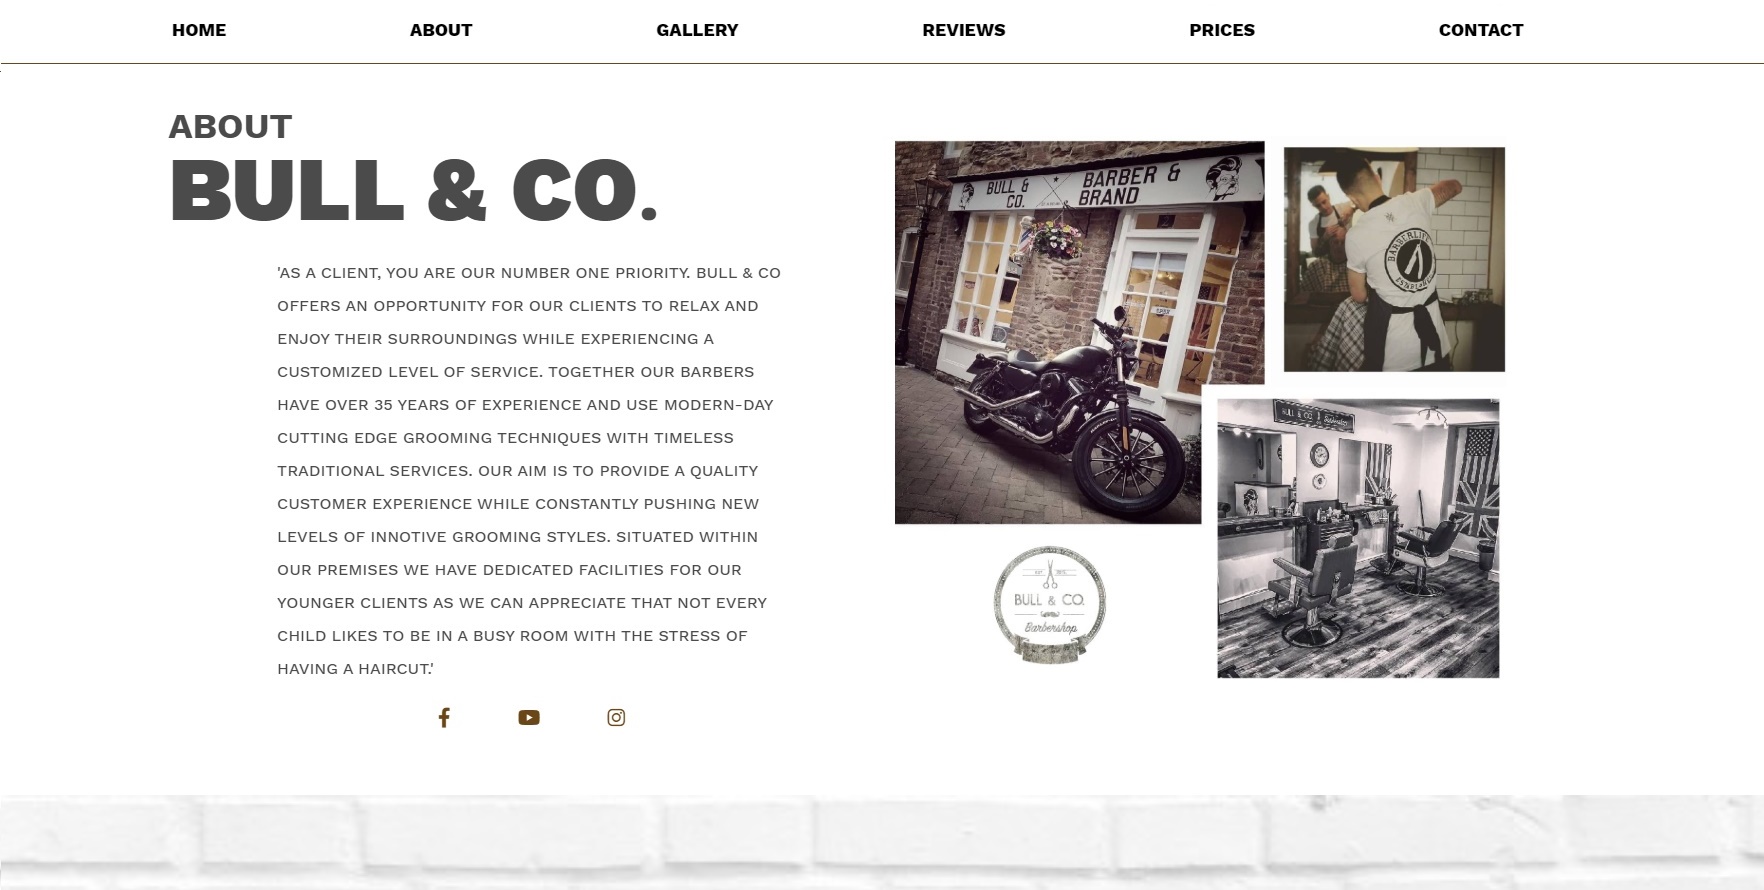 HOME ABOUT GALLERY REVIEWS PRICES CONTACT
ABOUT
BULL & CO.
'AS A CLIENT, YOU ARE OUR NUMBER ONE PRIORITY. BULL & CO
OFFERS AN OPPORTUNITY FOR OUR CLIENTS TO RELAX AND
ENJOY THEIR SURROUNDINGS WHILE EXPERIENCING A
CUSTOMIZED LEVEL OF SERVICE. TOGETHER OUR BARBERS
HAVE OVER 35 YEARS OF EXPERIENCE AND USE MODERN-DAY
CUTTING EDGE GROOMING TECHNIQUES WITH TIMELESS
TRADITIONAL SERVICES. OUR AIM IS TO PROVIDE A QUALITY
CUSTOMER EXPERIENCE WHILE CONSTANTLY PUSHING NEW
LEVELS OF INNOTIVE GROOMING STYLES. SITUATED WITHIN
OUR PREMISES WE HAVE DEDICATED FACILITIES FOR OUR
YOUNGER CLIENTS AS WE CAN APPRECIATE THAT NOT EVERY
CHILD LIKES TO BE IN A BUSY ROOM WITH THE STRESS OF
HAVING A HAIRCUT.'
BULL & BARBER &
CO. BRAND
BARBERLIFE
BULL & CO. Barbershop
BULL & CO.
Barbershop